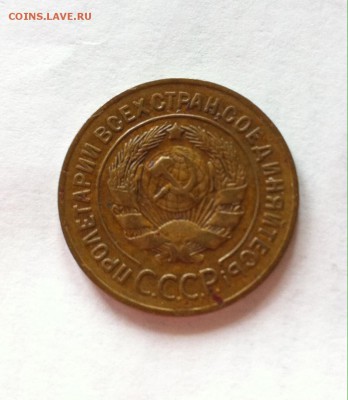 COINS.LAVE.RU
ПРОЛЕТАРИИ ВСЕХ СТРАН, СОЕДИНЯЙТЕСЬ!
С.С.С.Р.